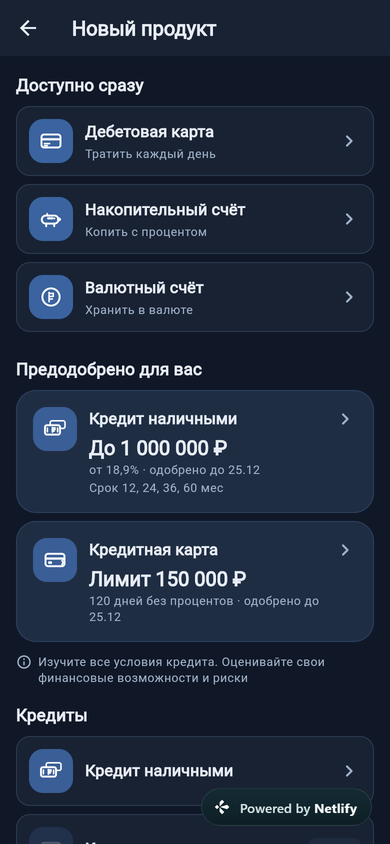 Новый продукт
Доступно сразу
Дебетовая карта
Тратить каждый день
Накопительный счёт
Копить с процентом
Валютный счёт
Хранить в валюте
Предодобрено для вас
Кредит наличными
До 1 000 000 ₽
от 18,9% · одобрено до 25.12
Срок 12, 24, 36, 60 мес
Кредитная карта
Лимит 150 000 ₽
120 дней без процентов · одобрено до
25.12
Изучите все условия кредита. Оценивайте свои
финансовые возможности и риски
Кредиты
Кредит наличными
Powered by Netlify